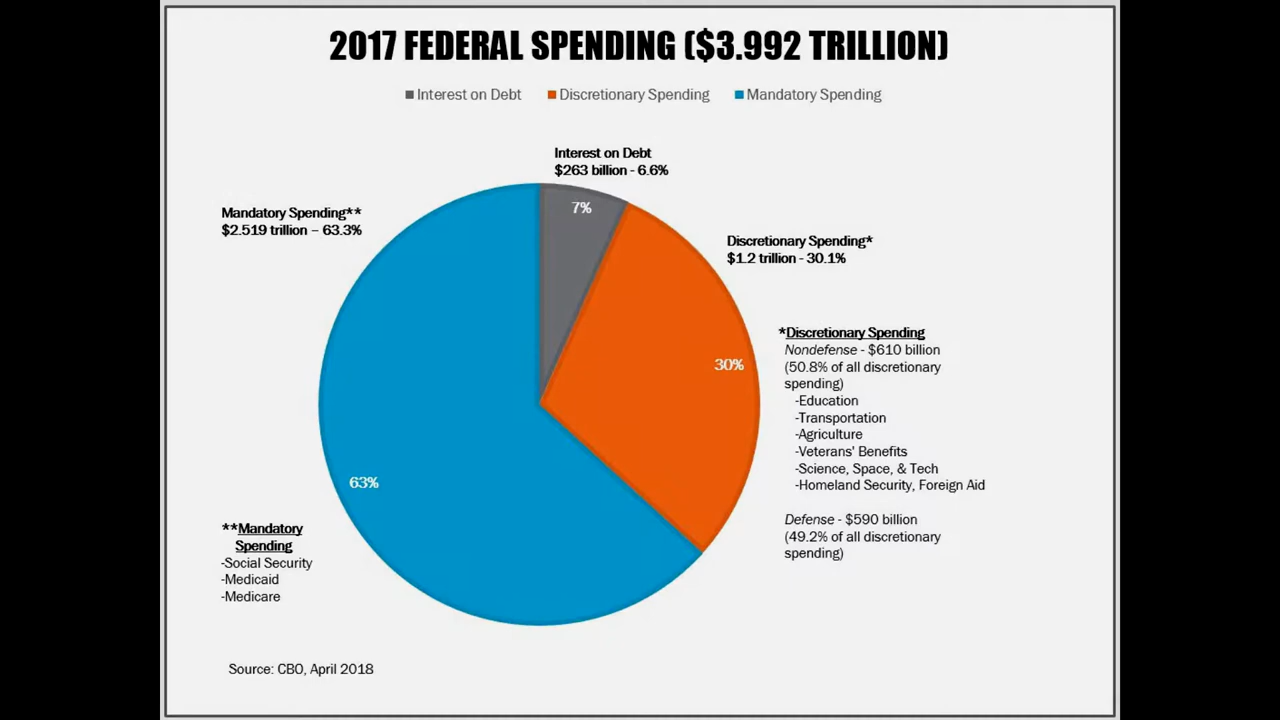 2017 FEDERAL SPENDING ($3.992 TRILLION)
Interest on Debt
Discretionary Spending
Mandatory Spending
Interest on Debt
$263 billion - 6.6%
7%
Mandatory Spending**
$2.519 trillion – 63.3%
Discretionary Spending*
$1.2 trillion - 30.1%
30%
63%
*Discretionary Spending
Nondefense - $610 billion
(50.8% of all discretionary
spending)
-Education
-Transportation
-Agriculture
-Veterans' Benefits
-Science, Space, & Tech
-Homeland Security, Foreign Aid
Defense - $590 billion
(49.2% of all discretionary
spending)
**Mandatory
Spending
-Social Security
-Medicaid
-Medicare
Source: CBO, April 2018